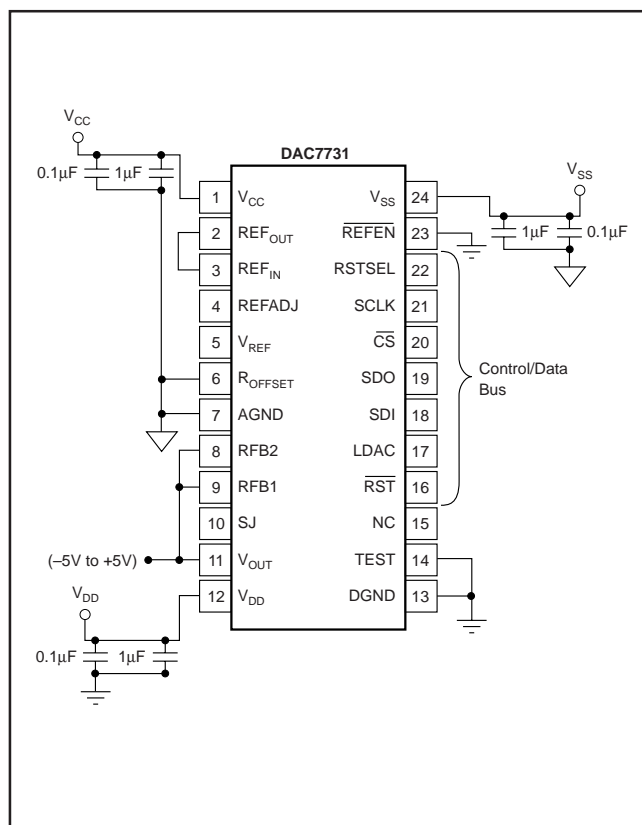 V_CC
0.1µF 1µF
DAC7731
V_SS
1µF 0.1µF
1 V_CC V_SS 24
2 REF_OUT R̅E̅F̅E̅N̅ 23
3 REF_IN RSTSEL 22
4 REFADJ SCLK 21
5 V_REF C̅S̅ 20
6 R_OFFSET SDO 19
7 AGND SDI 18
8 RFB2 LDAC 17
9 RFB1 R̅S̅T̅ 16
10 SJ NC 15
11 V_OUT TEST 14
12 V_DD DGND 13
Control/Data
Bus
(–5V to +5V)
V_DD
0.1µF 1µF